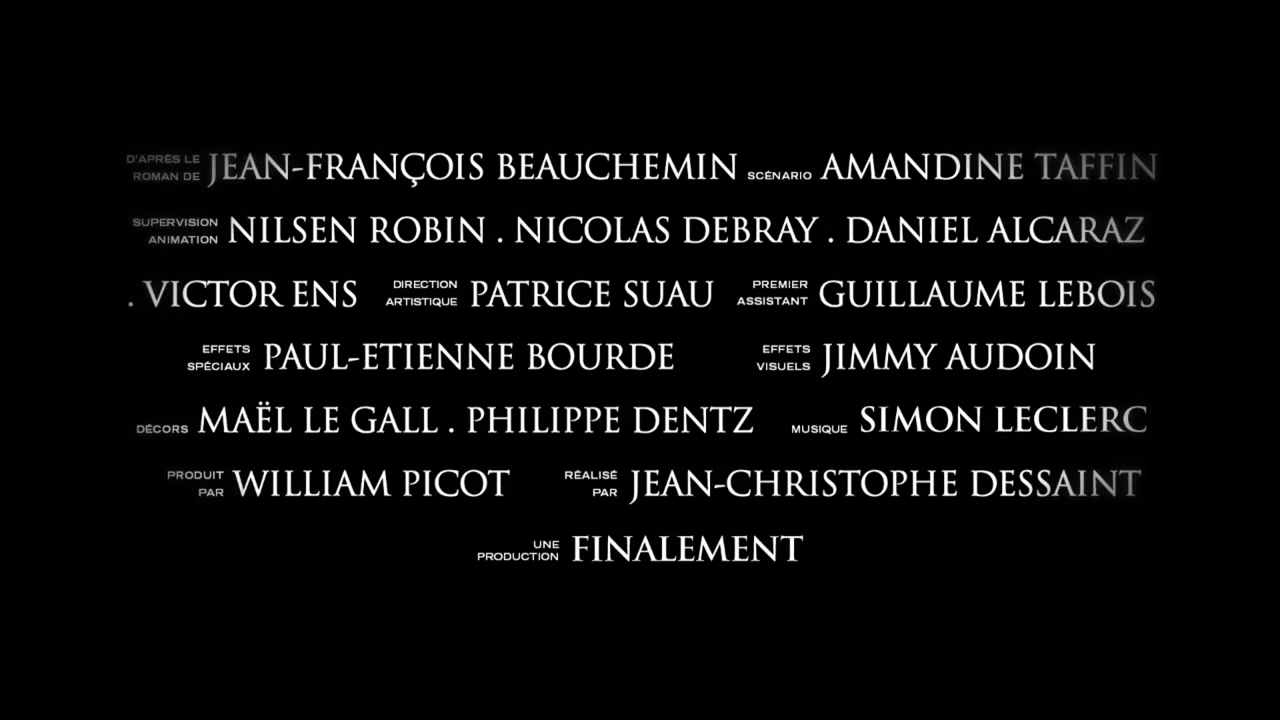 D'APRÈS LE ROMAN DE JEAN-FRANÇOIS BEAUCHEMIN SCÉNARIO AMANDINE TAFFIN
SUPERVISION ANIMATION NILSEN ROBIN . NICOLAS DEBRAY . DANIEL ALCARAZ
. VICTOR ENS DIRECTION ARTISTIQUE PATRICE SUAU PREMIER ASSISTANT GUILLAUME LEBOIS
EFFETS SPÉCIAUX PAUL-ETIENNE BOURDE EFFETS VISUELS JIMMY AUDOIN
DÉCORS MAËL LE GALL . PHILIPPE DENTZ MUSIQUE SIMON LECLERC
PRODUIT PAR WILLIAM PICOT RÉALISÉ PAR JEAN-CHRISTOPHE DESSAINT
UNE PRODUCTION FINALEMENT